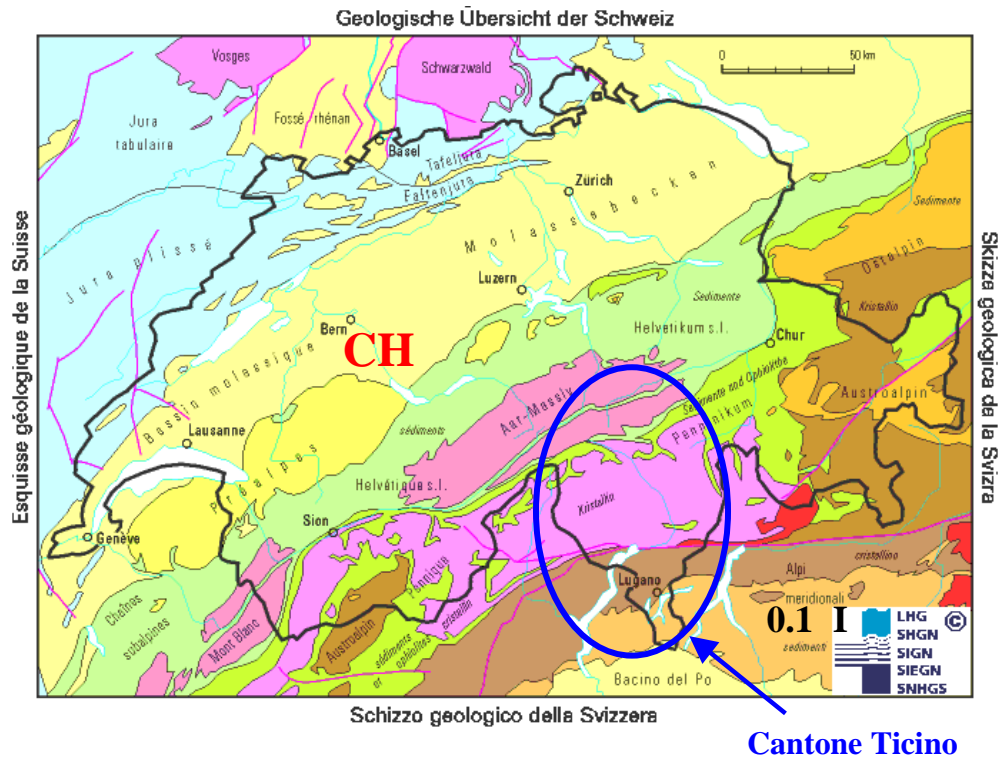 Geologische Übersicht der Schweiz
Esquisse géologique de la Suisse
Skizza geologica da la Svizra
Schizzo geologico della Svizzera
Vosges
Schwarzwald
0 50 km
Jura tabulaire
Fossé rhénan
Basel
Tafeljura
Faltenjura
Zürich
Molassebecken
Jura plissé
Sedimente
Ostalpin
Kristallin
Luzern
Sedimente
Helvetikum s.l.
Chur
Bern
CH
Bassin molassique
Aar-Massiv
Sedimente und Ophiolithe
Penninikum
Austroalpin
Lausanne
sédiments
Préalpes
Helvétique s.l.
Kristallin
Sion
Genève
cristallino
Alpi
meridionali
Lugano
Chaînes
subalpines
Mont Blanc
Austroalpin
Pennique
cristallin
sédiments
et ophiolites
sedimenti
Bacino del Po
0.1 I
LHG ©
SHGN
SIGN
SIEGN
SNHGS
Cantone Ticino